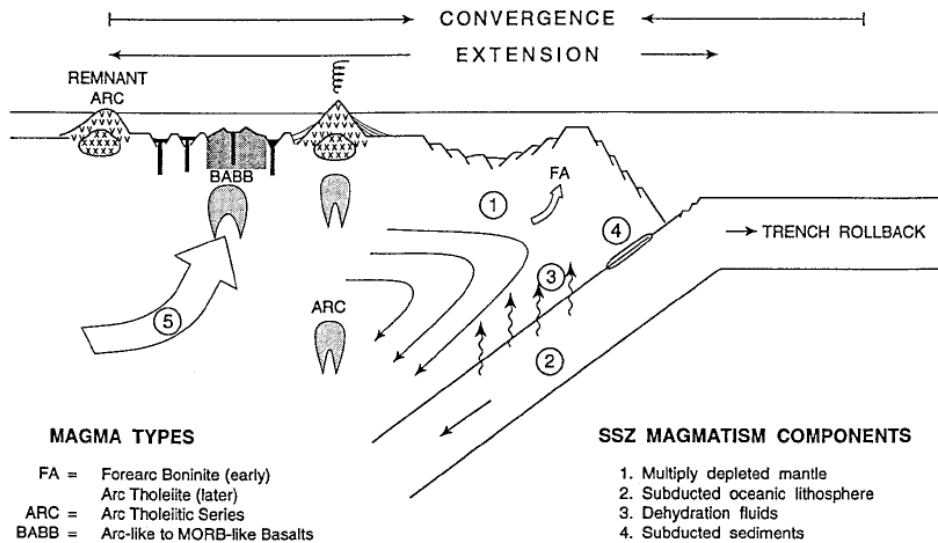 CONVERGENCE
EXTENSION
REMNANT
ARC
BABB
FA
1
4
TRENCH ROLLBACK
3
5
ARC
2
MAGMA TYPES
FA = Forearc Boninite (early)
Arc Tholeiite (later)
ARC = Arc Tholeiitic Series
BABB = Arc-like to MORB-like Basalts
SSZ MAGMATISM COMPONENTS
1. Multiply depleted mantle
2. Subducted oceanic lithosphere
3. Dehydration fluids
4. Subducted sediments